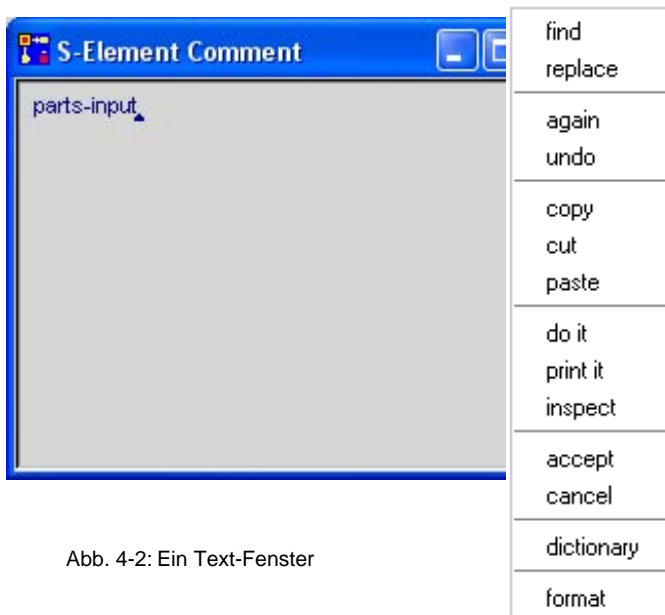 S-Element Comment
parts-input
find
replace
again
undo
copy
cut
paste
do it
print it
inspect
accept
cancel
dictionary
format
Abb. 4-2: Ein Text-Fenster